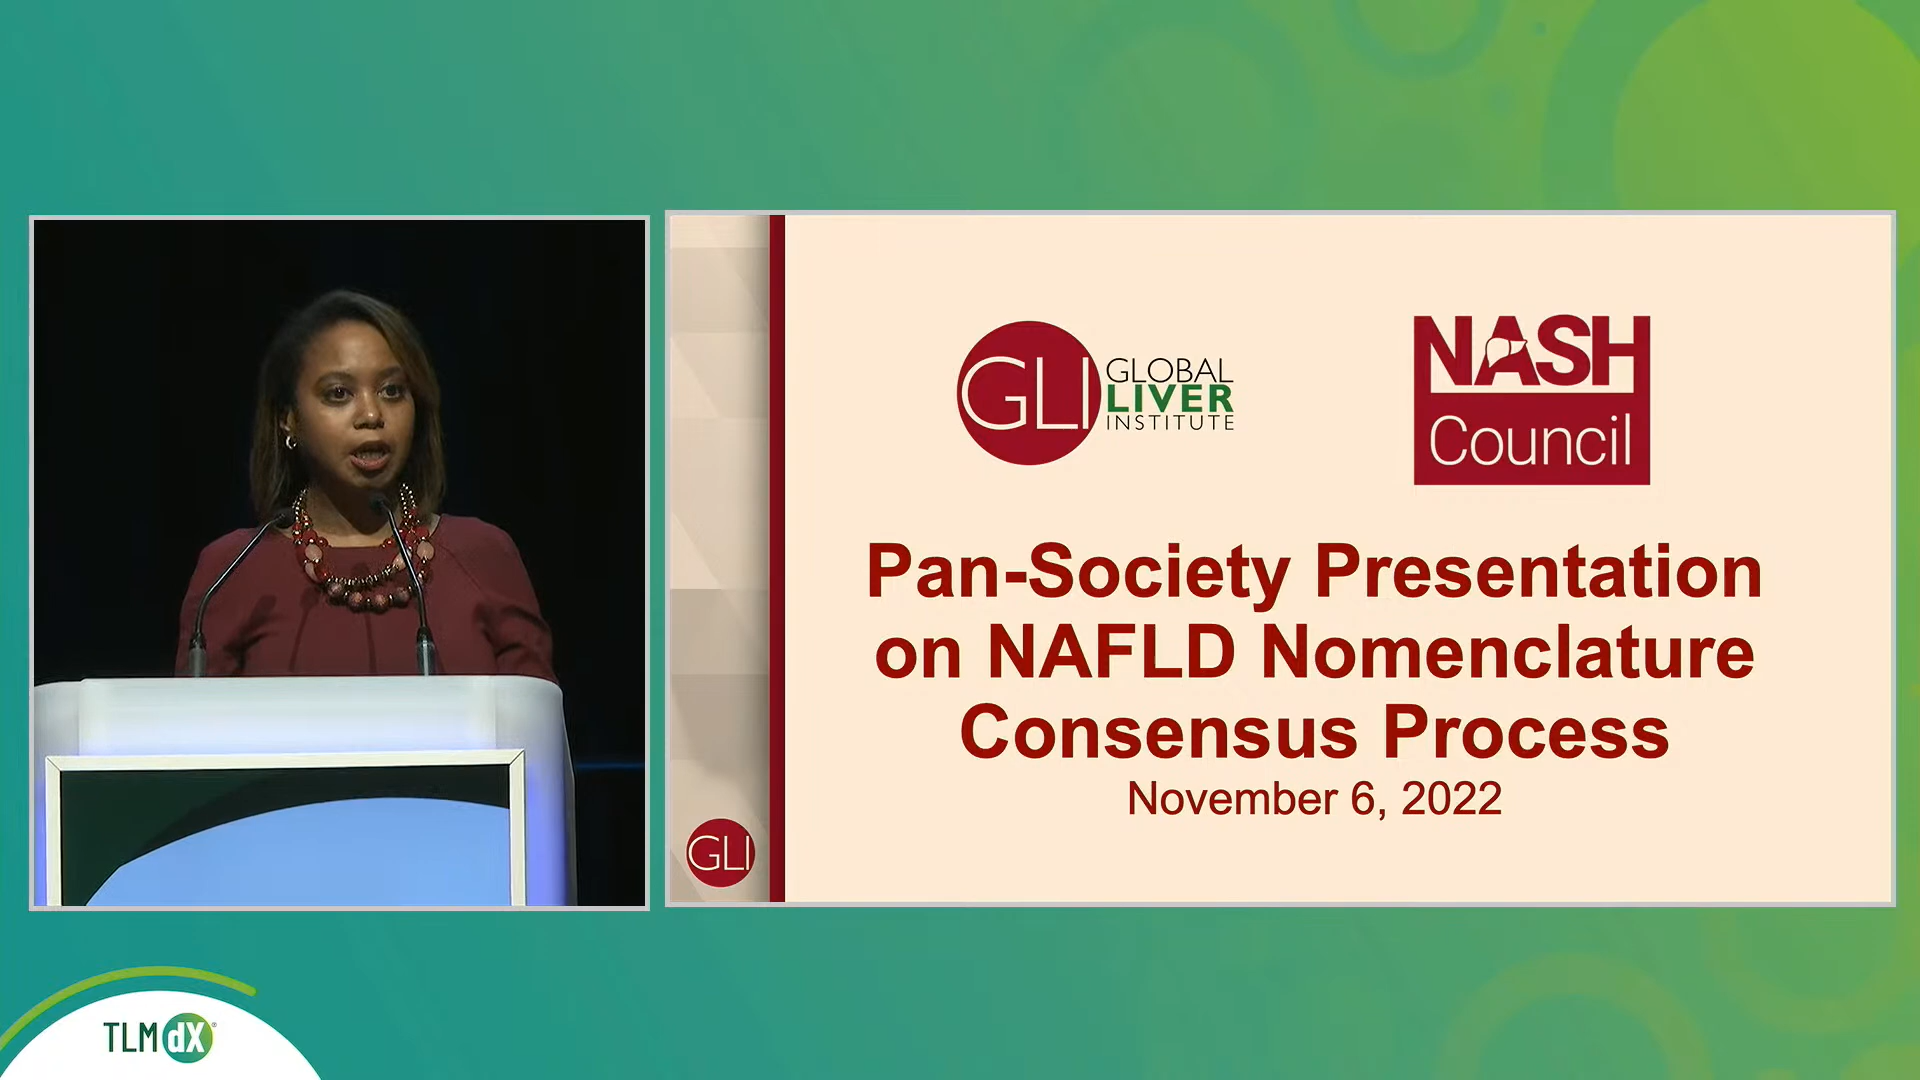 GLI GLOBAL
LIVER
INSTITUTE
NASH
Council
Pan-Society Presentation
on NAFLD Nomenclature
Consensus Process
November 6, 2022
GLI
TLMdX®